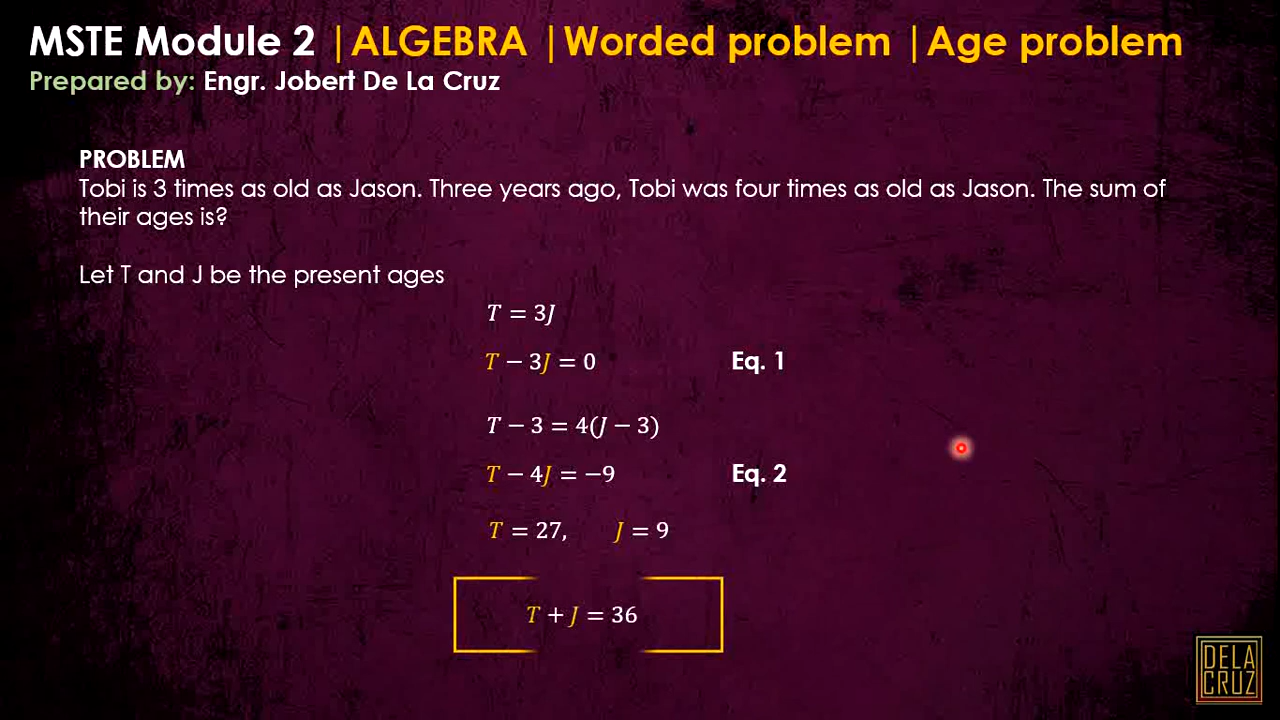 MSTE Module 2 |ALGEBRA |Worded problem |Age problem
Prepared by: Engr. Jobert De La Cruz
PROBLEM
Tobi is 3 times as old as Jason. Three years ago, Tobi was four times as old as Jason. The sum of
their ages is?
Let T and J be the present ages
T = 3J
T − 3J = 0 Eq. 1
T − 3 = 4(J − 3)
T − 4J = −9 Eq. 2
T = 27, J = 9
T + J = 36
DELA
CRUZ